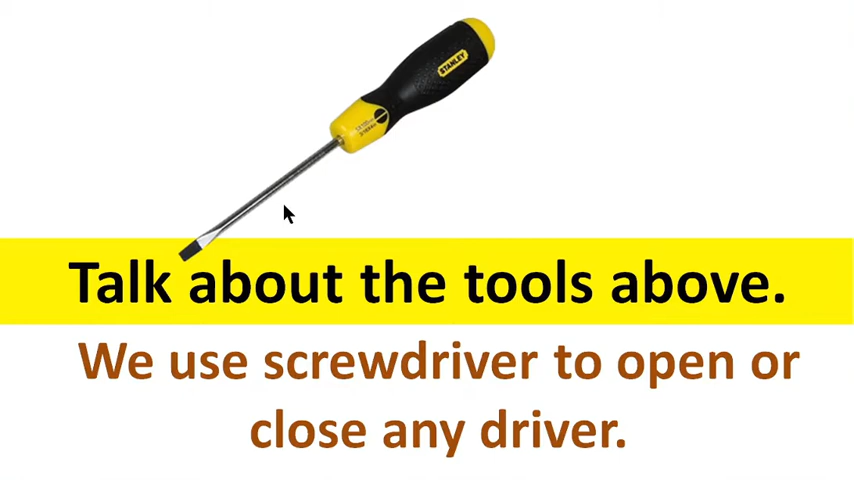 STANLEY
Talk about the tools above.
We use screwdriver to open or
close any driver.